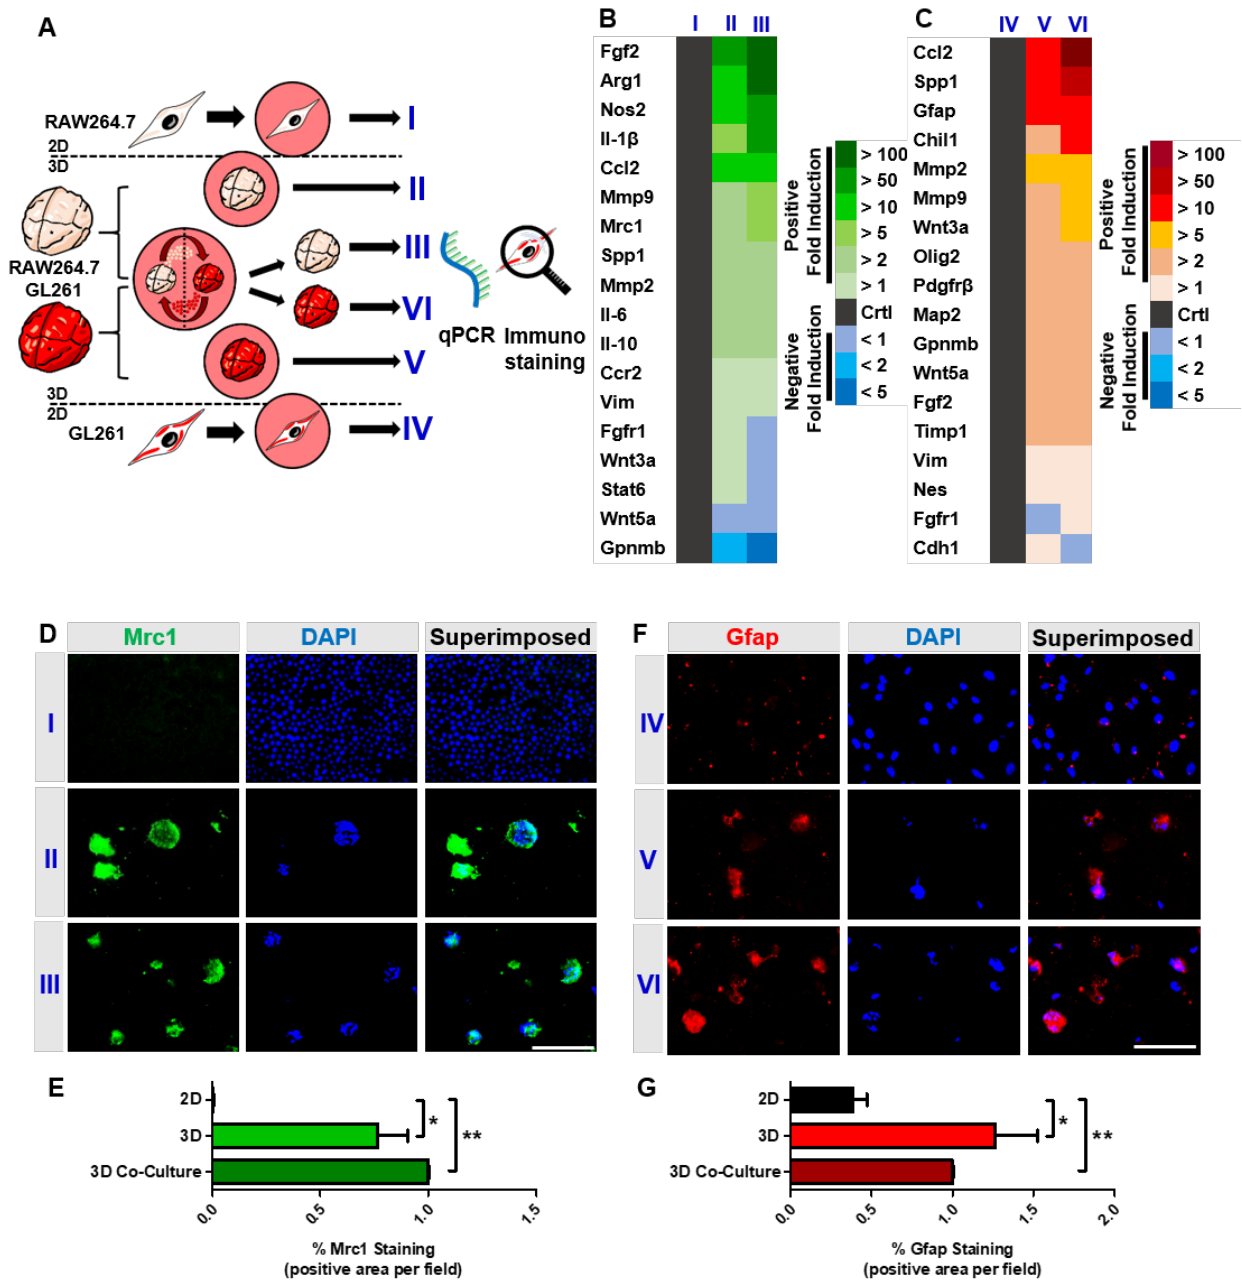 A
RAW264.7
2D
3D
RAW264.7
GL261
3D
2D
GL261
I
II
III
VI
V
IV
qPCR
Immuno
staining
B
I II III
Fgf2
Arg1
Nos2
Il-1β
Ccl2
Mmp9
Mrc1
Spp1
Mmp2
Il-6
Il-10
Ccr2
Vim
Fgfr1
Wnt3a
Stat6
Wnt5a
Gpnmb
Positive
Fold Induction
Negative
Fold Induction
> 100
> 50
> 10
> 5
> 2
> 1
Crtl
< 1
< 2
< 5
C
IV V VI
Ccl2
Spp1
Gfap
Chil1
Mmp2
Mmp9
Wnt3a
Olig2
Pdgfrβ
Map2
Gpnmb
Wnt5a
Fgf2
Timp1
Vim
Nes
Fgfr1
Cdh1
Positive
Fold Induction
Negative
Fold Induction
> 100
> 50
> 10
> 5
> 2
> 1
Crtl
< 1
< 2
< 5
D
Mrc1 DAPI Superimposed
I
II
III
E
2D
3D
3D Co-Culture
*
**
0.0 0.5 1.0 1.5
% Mrc1 Staining
(positive area per field)
F
Gfap DAPI Superimposed
IV
V
VI
G
2D
3D
3D Co-Culture
*
**
0.0 0.5 1.0 1.5 2.0
% Gfap Staining
(positive area per field)